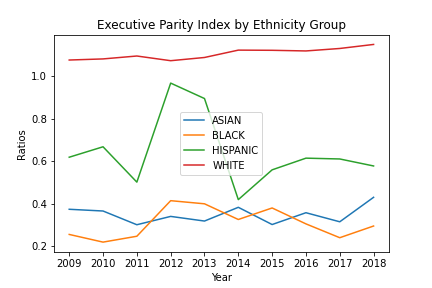 Executive Parity Index by Ethnicity Group
Ratios
1.0
0.8
0.6
0.4
0.2
ASIAN
BLACK
HISPANIC
WHITE
2009 2010 2011 2012 2013 2014 2015 2016 2017 2018
Year